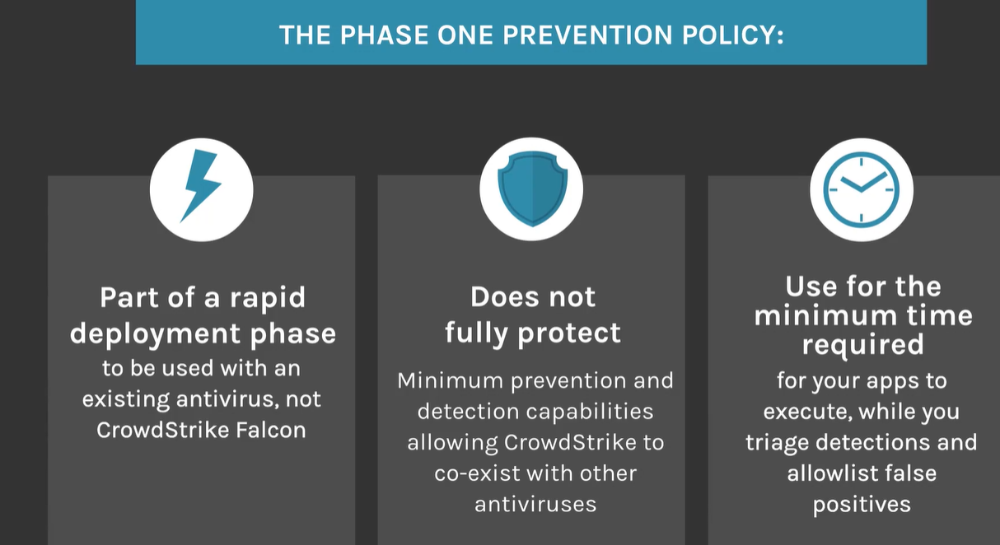 THE PHASE ONE PREVENTION POLICY:
Part of a rapid
deployment phase
to be used with an
existing antivirus, not
CrowdStrike Falcon
Does not
fully protect
Minimum prevention and
detection capabilities
allowing CrowdStrike to
co-exist with other
antiviruses
Use for the
minimum time
required
for your apps to
execute, while you
triage detections and
allowlist false
positives